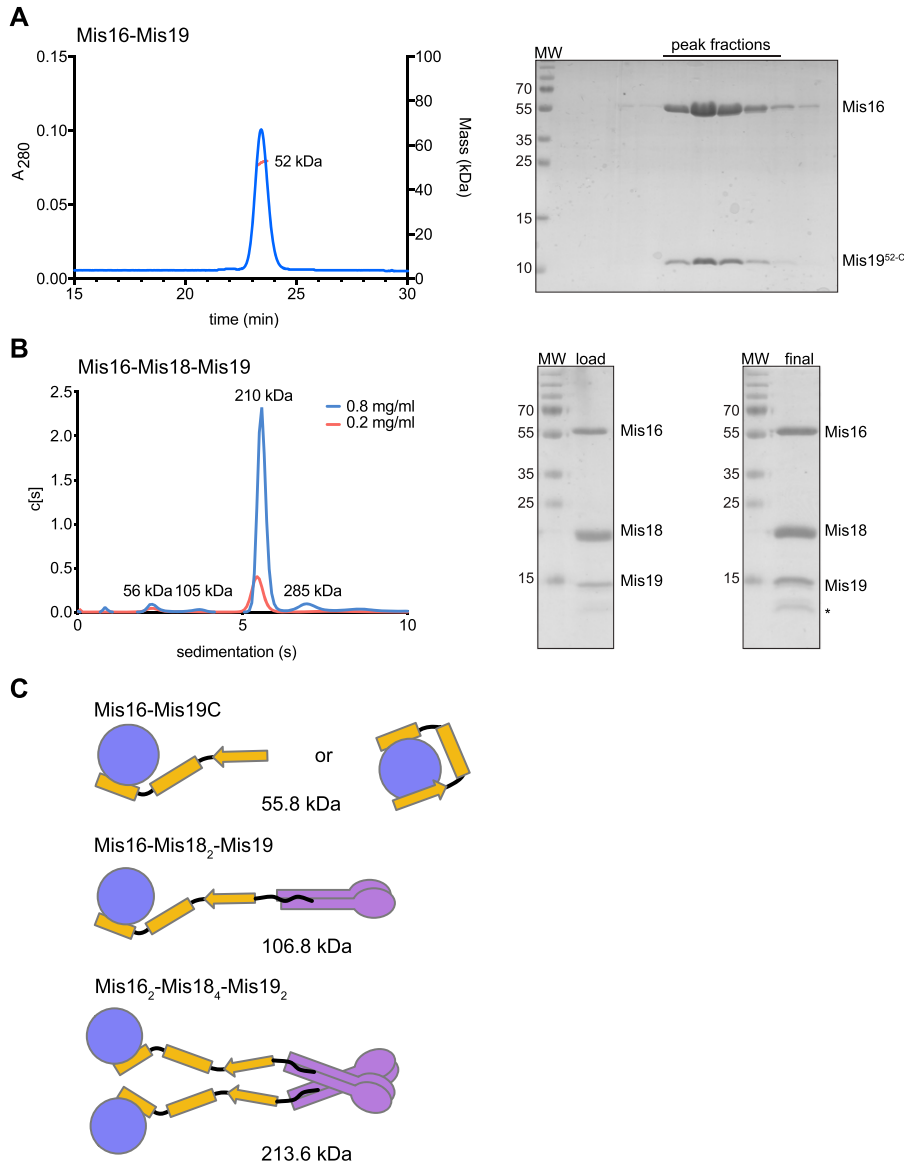 A
Mis16-Mis19
0.15
0.10
0.05
0.00
A280
100
80
60
40
20
0
Mass (kDa)
52 kDa
15
20
25
30
time (min)
MW
peak fractions
70
55
35
25
15
10
Mis16
Mis19^52-C
B
Mis16-Mis18-Mis19
2.5
2.0
1.5
1.0
0.5
0.0
c[s]
210 kDa
0.8 mg/ml
0.2 mg/ml
56 kDa
105 kDa
285 kDa
0
5
10
sedimentation (s)
MW load
70
55
35
25
15
Mis16
Mis18
Mis19
MW final
70
55
35
25
15
Mis16
Mis18
Mis19
*
C
Mis16-Mis19C
or
55.8 kDa
Mis16-Mis18₂-Mis19
106.8 kDa
Mis16₂-Mis18₄-Mis19₂
213.6 kDa